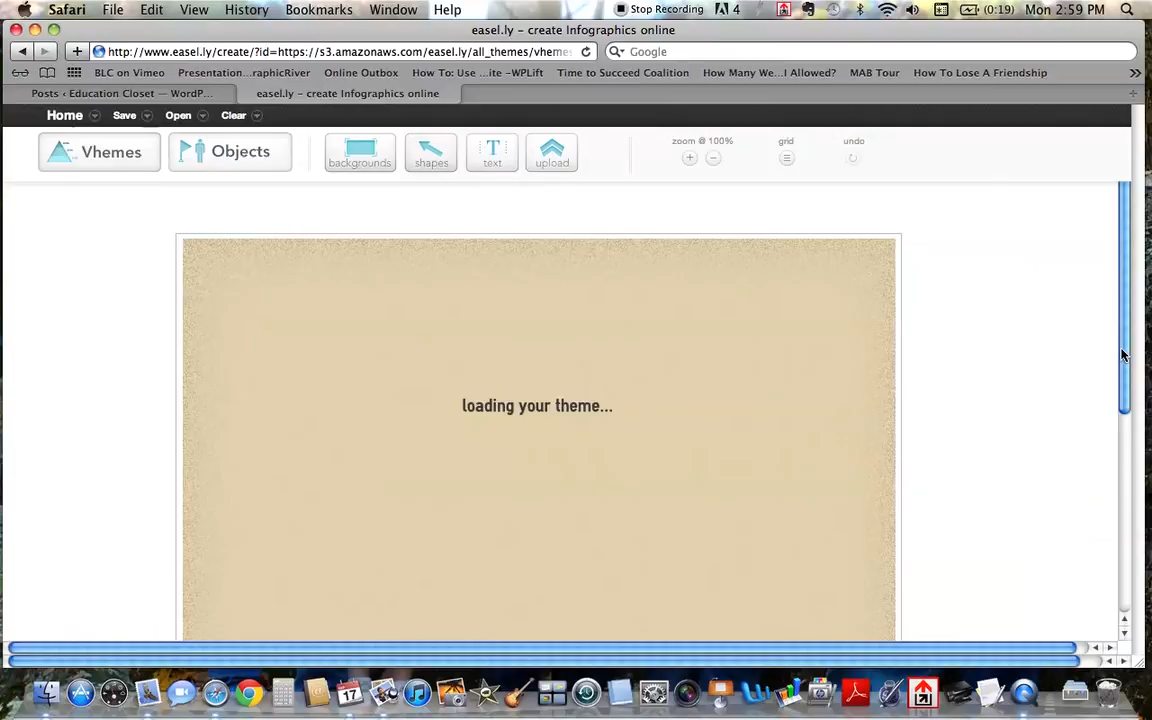 Safari File Edit View History Bookmarks Window Help Stop Recording 4 (0:19) Mon 2:59 PM
easel.ly – create Infographics online
http://www.easel.ly/create/?id=https://s3.amazonaws.com/easel.ly/all_themes/vheme Google
BLC on Vimeo Presentation...raphicRiver Online Outbox How To: Use ...ite –WPLift Time to Succeed Coalition How Many We...I Allowed? MAB Tour How To Lose A Friendship
Posts ‹ Education Closet — WordP... easel.ly – create Infographics online
Home Save Open Clear
Vhemes Objects backgrounds shapes text upload zoom @ 100% grid undo
loading your theme...
17